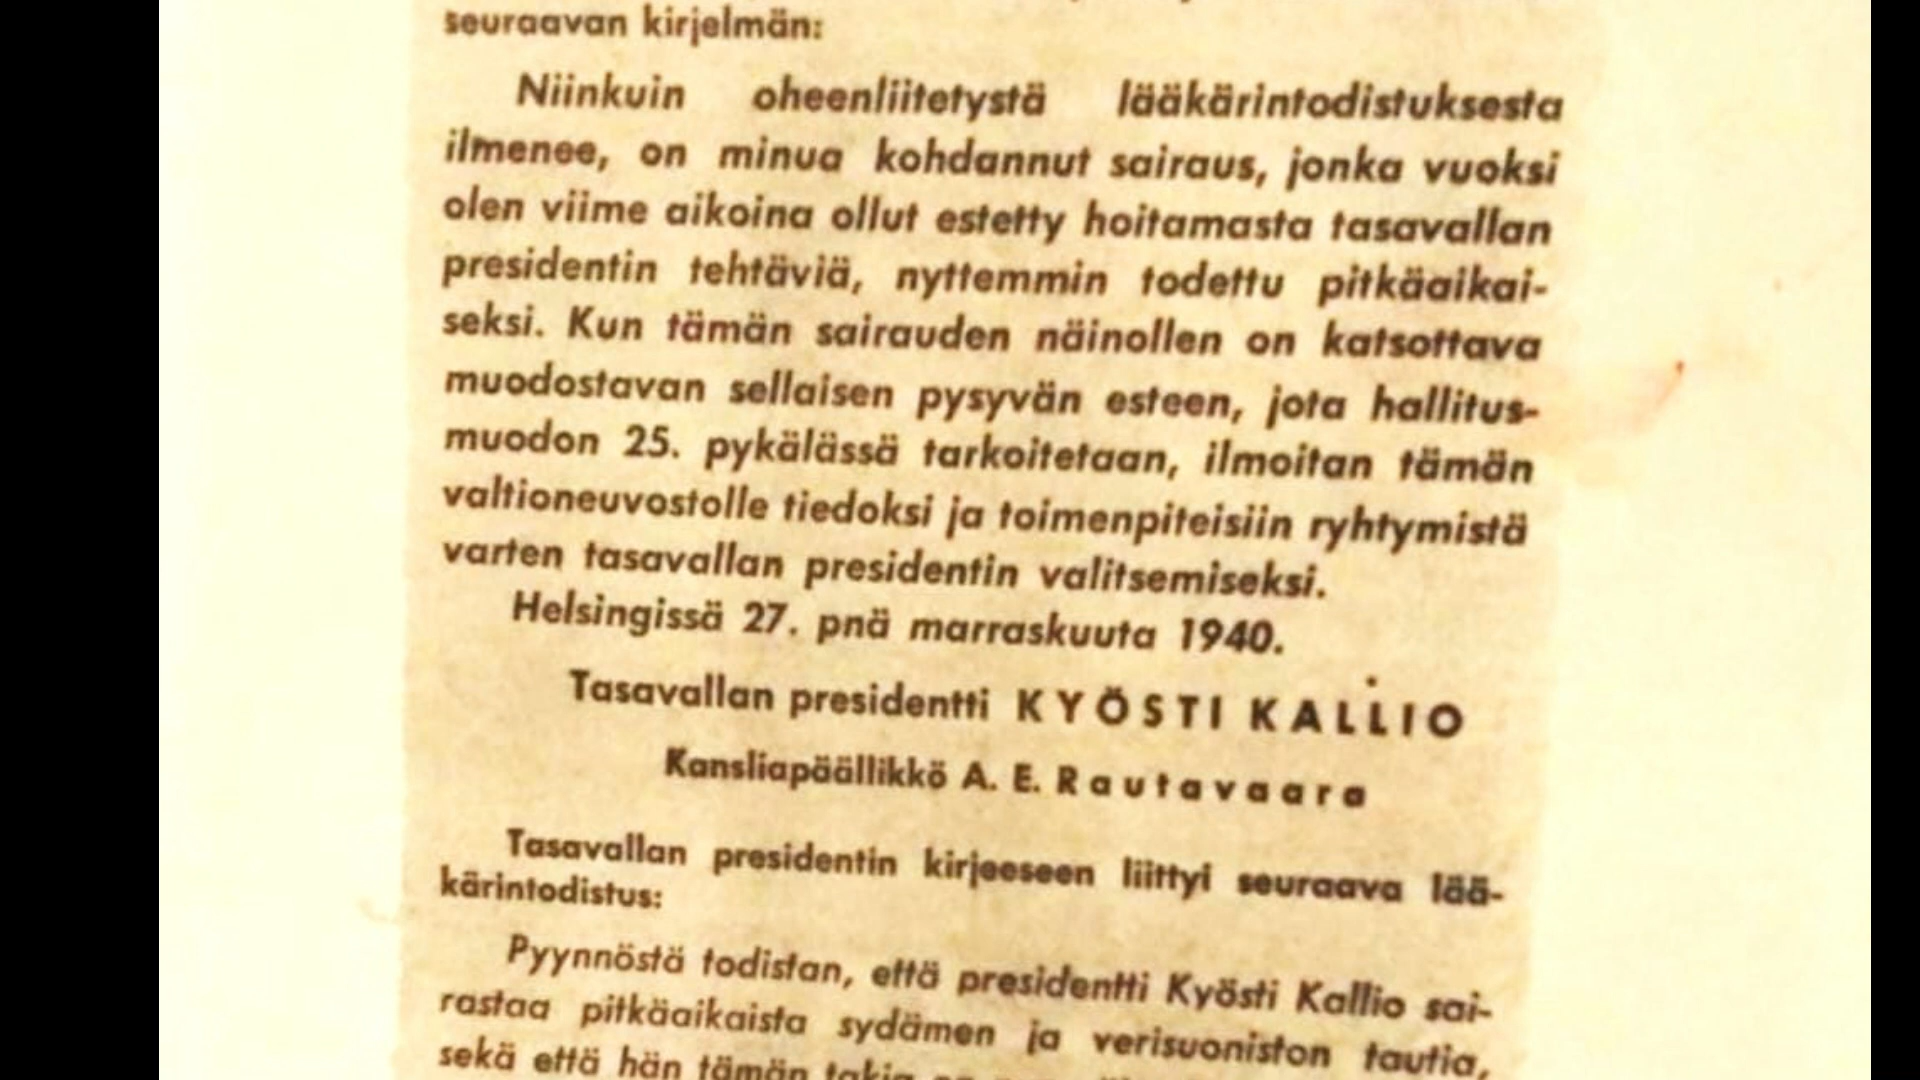 seuraavan kirjelmän:
Niinkuin oheenliitetystä lääkärintodistuksesta
ilmenee, on minua kohdannut sairaus, jonka vuoksi
olen viime aikoina ollut estetty hoitamasta tasavallan
presidentin tehtäviä, nyttemmin todettu pitkäaikai-
seksi. Kun tämän sairauden näinollen on katsottava
muodostavan sellaisen pysyvän esteen, jota hallitus-
muodon 25. pykälässä tarkoitetaan, ilmoitan tämän
valtioneuvostolle tiedoksi ja toimenpiteisiin ryhtymistä
varten tasavallan presidentin valitsemiseksi.
Helsingissä 27. pnä marraskuuta 1940.
Tasavallan presidentti KYÖSTI KALLIO
Kansliapäällikkö A. E. Rautavaara
Tasavallan presidentin kirjeeseen liittyi seuraava lää-
kärintodistus:
Pyynnöstä todistan, että presidentti Kyösti Kallio sai-
rastaa pitkäaikaista sydämen ja verisuoniston tautia,
sekä että hän tämän takia